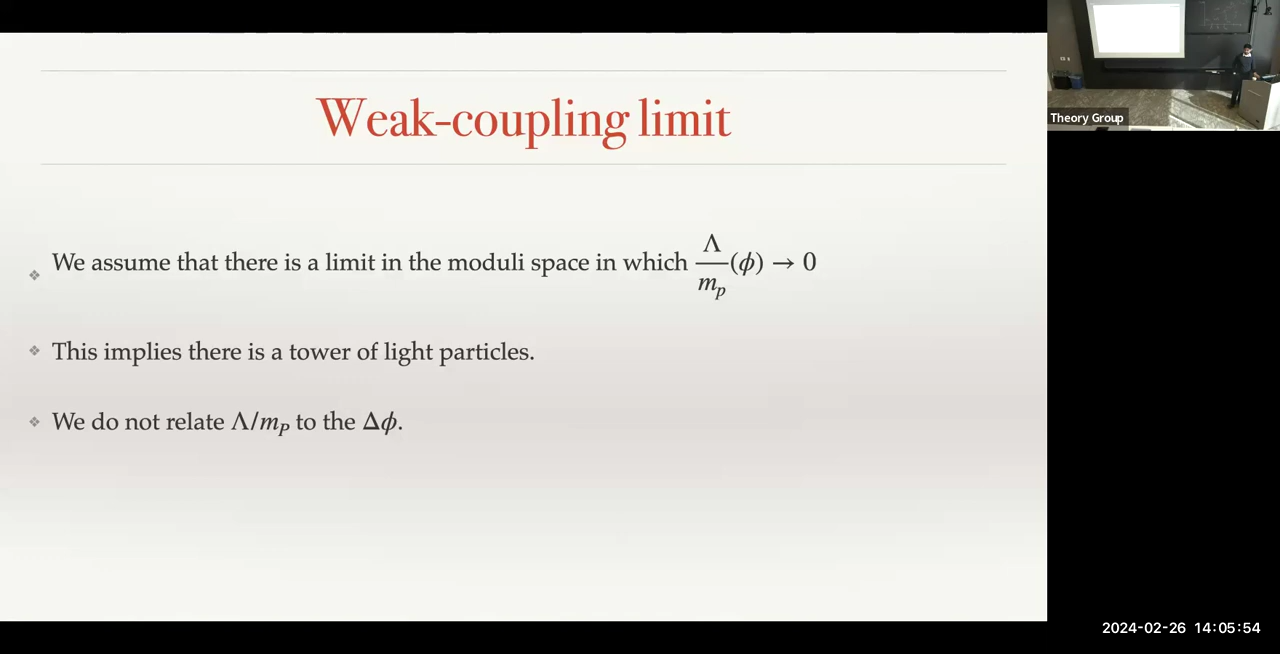 Weak-coupling limit
❖ We assume that there is a limit in the moduli space in which Λ/m_p (ϕ) → 0
❖ This implies there is a tower of light particles.
❖ We do not relate Λ/m_P to the Δϕ.
Theory Group
2024-02-26 14:05:54